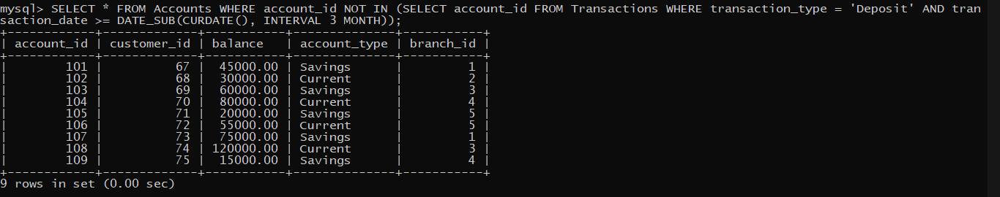 mysql> SELECT * FROM Accounts WHERE account_id NOT IN (SELECT account_id FROM Transactions WHERE transaction_type = 'Deposit' AND tran
saction_date >= DATE_SUB(CURDATE(), INTERVAL 3 MONTH));
+------------+-------------+-----------+--------------+-----------+
| account_id | customer_id | balance   | account_type | branch_id |
+------------+-------------+-----------+--------------+-----------+
|        101 |          67 |  45000.00 | Savings      |         1 |
|        102 |          68 |  30000.00 | Current      |         2 |
|        103 |          69 |  60000.00 | Savings      |         3 |
|        104 |          70 |  80000.00 | Current      |         4 |
|        105 |          71 |  20000.00 | Savings      |         5 |
|        106 |          72 |  55000.00 | Current      |         5 |
|        107 |          73 |  75000.00 | Savings      |         1 |
|        108 |          74 | 120000.00 | Current      |         3 |
|        109 |          75 |  15000.00 | Savings      |         4 |
+------------+-------------+-----------+--------------+-----------+
9 rows in set (0.00 sec)